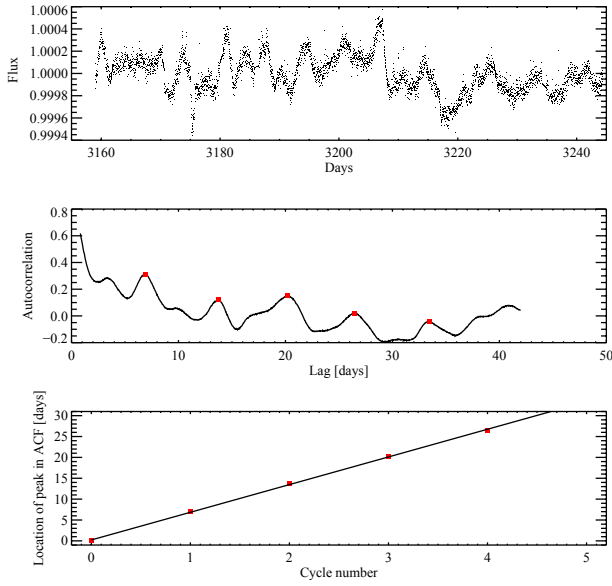 1.0006
1.0004
1.0002
1.0000
0.9998
0.9996
0.9994
Flux
3160 3180 3200 3220 3240
Days
0.8
0.6
0.4
0.2
0.0
−0.2
Autocorrelation
0 10 20 30 40 50
Lag [days]
30
25
20
15
10
5
0
Location of peak in ACF [days]
0 1 2 3 4 5
Cycle number